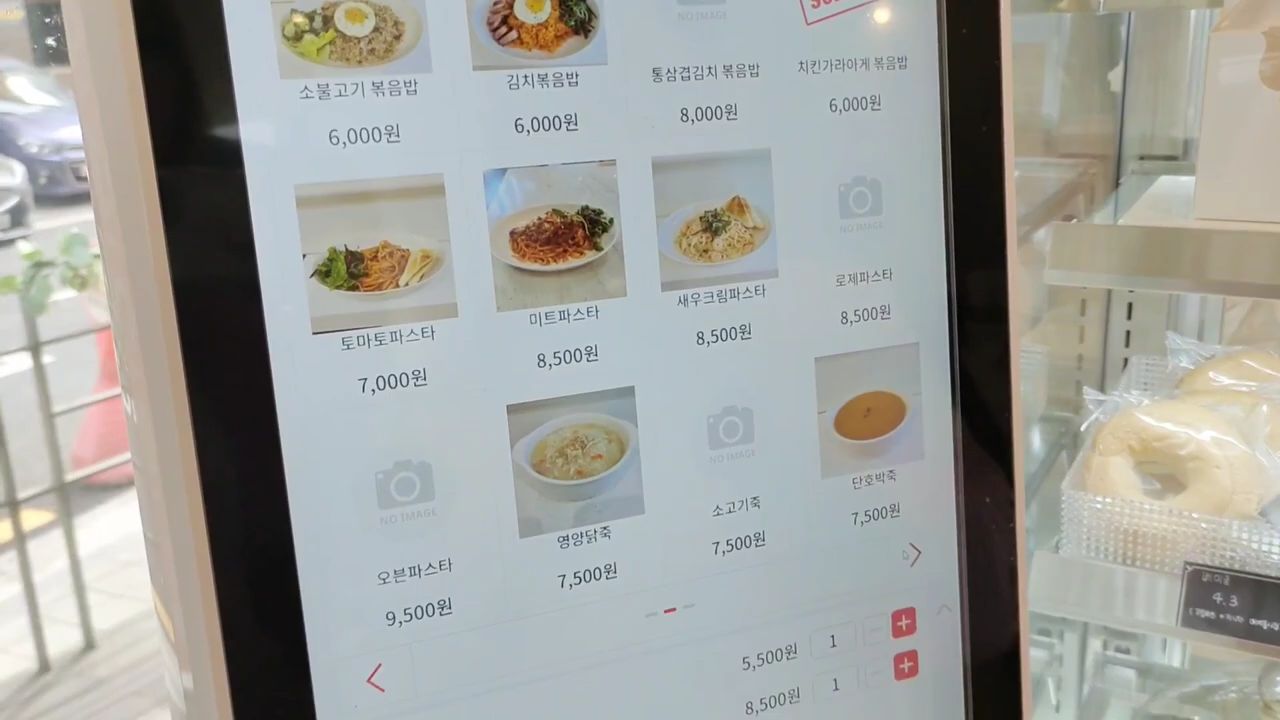 NO IMAGE
소불고기 볶음밥
김치볶음밥
통삼겹김치 볶음밥
치킨가라아게 볶음밥
6,000원
6,000원
8,000원
6,000원
NO IMAGE
토마토파스타
미트파스타
새우크림파스타
로제파스타
7,000원
8,500원
8,500원
8,500원
NO IMAGE
NO IMAGE
오븐파스타
영양닭죽
소고기죽
단호박죽
9,500원
7,500원
7,500원
7,500원
5,500원 1
8,500원 1
4.3